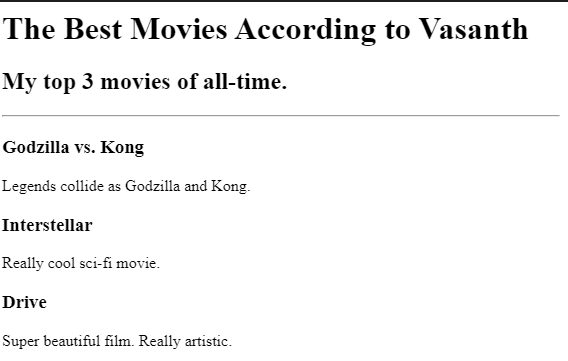 The Best Movies According to Vasanth
My top 3 movies of all-time.
Godzilla vs. Kong
Legends collide as Godzilla and Kong.
Interstellar
Really cool sci-fi movie.
Drive
Super beautiful film. Really artistic.